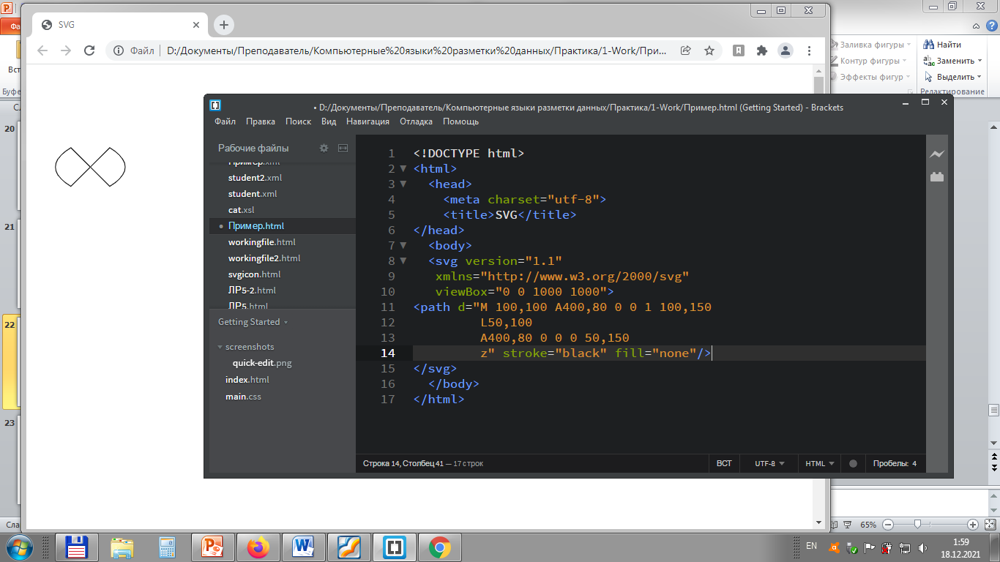 SVG
Файл
D:/Документы/Преподаватель/Компьютерные%20языки%20разметки%20данных/Практика/1-Work/При...
Заливка фигуры
Контур фигуры
Эффекты фигур
Найти
Заменить
Выделить
Редактирование
20
21
22
23
• D:/Документы/Преподаватель/Компьютерные языки разметки данных/Практика/1-Work/Пример.html (Getting Started) - Brackets
Файл Правка Поиск Вид Навигация Отладка Помощь
Рабочие файлы
Пример.xml
student2.xml
student.xml
cat.xsl
Пример.html
workingfile.html
workingfile2.html
svgicon.html
ЛР5-2.html
ЛР5.html
Getting Started
screenshots
quick-edit.png
index.html
main.css
1 <!DOCTYPE html>
2 <html>
3 <head>
4 <meta charset="utf-8">
5 <title>SVG</title>
6 </head>
7 <body>
8 <svg version="1.1"
9 xmlns="http://www.w3.org/2000/svg"
10 viewBox="0 0 1000 1000">
11 <path d="M 100,100 A400,80 0 0 1 100,150
12 L50,100
13 A400,80 0 0 0 50,150
14 z" stroke="black" fill="none"/>
15 </svg>
16 </body>
17 </html>
Строка 14, Столбец 41 — 17 строк
ВСТ UTF-8 HTML Пробелы: 4
65%
EN
1:59
18.12.2021